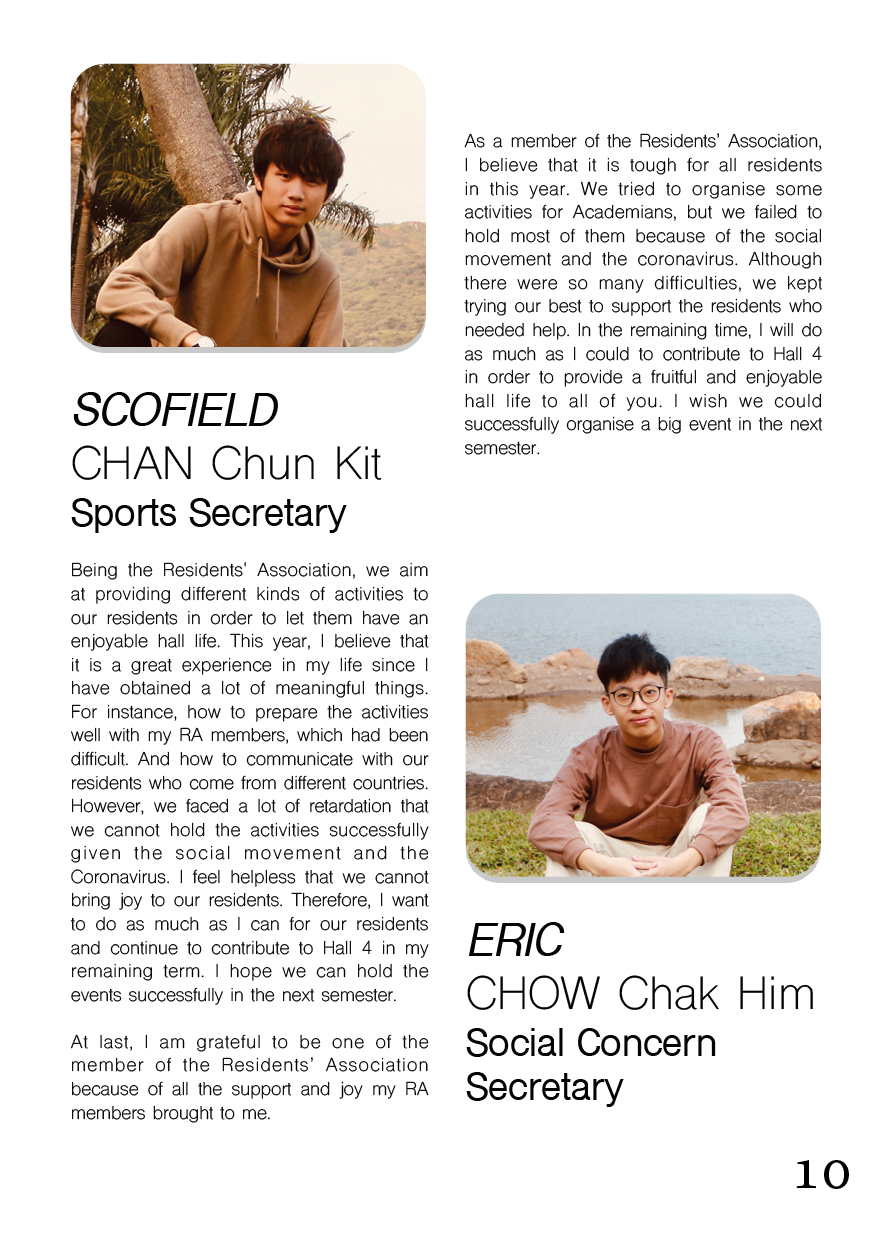 SCOFIELD
CHAN Chun Kit
Sports Secretary
Being the Residents' Association, we aim
at providing different kinds of activities to
our residents in order to let them have an
enjoyable hall life. This year, I believe that
it is a great experience in my life since I
have obtained a lot of meaningful things.
For instance, how to prepare the activities
well with my RA members, which had been
difficult. And how to communicate with our
residents who come from different countries.
However, we faced a lot of retardation that
we cannot hold the activities successfully
given the social movement and the
Coronavirus. I feel helpless that we cannot
bring joy to our residents. Therefore, I want
to do as much as I can for our residents
and continue to contribute to Hall 4 in my
remaining term. I hope we can hold the
events successfully in the next semester.
At last, I am grateful to be one of the
member of the Residents' Association
because of all the support and joy my RA
members brought to me.
As a member of the Residents' Association,
I believe that it is tough for all residents
in this year. We tried to organise some
activities for Academians, but we failed to
hold most of them because of the social
movement and the coronavirus. Although
there were so many difficulties, we kept
trying our best to support the residents who
needed help. In the remaining time, I will do
as much as I could to contribute to Hall 4
in order to provide a fruitful and enjoyable
hall life to all of you. I wish we could
successfully organise a big event in the next
semester.
ERIC
CHOW Chak Him
Social Concern
Secretary
10